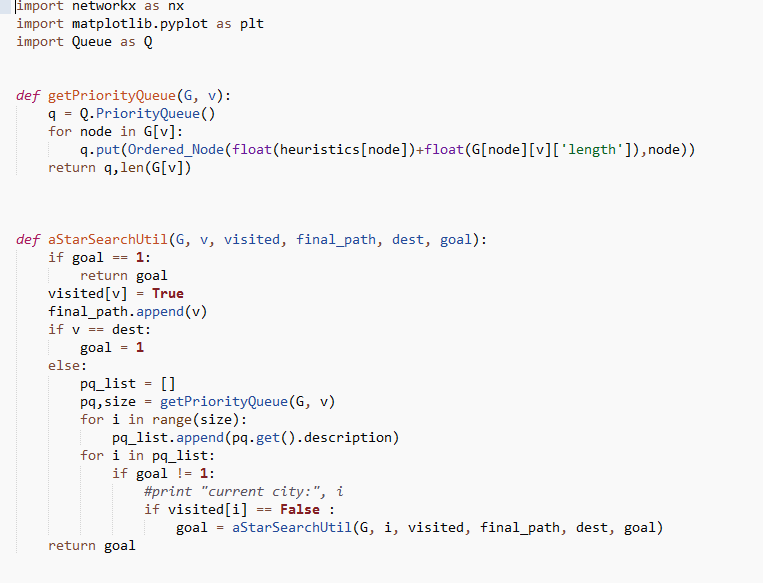 import networkx as nx
import matplotlib.pyplot as plt
import Queue as Q
def getPriorityQueue(G, v):
    q = Q.PriorityQueue()
    for node in G[v]:
        q.put(Ordered_Node(float(heuristics[node])+float(G[node][v]['length']),node))
    return q,len(G[v])
def aStarSearchUtil(G, v, visited, final_path, dest, goal):
    if goal == 1:
        return goal
    visited[v] = True
    final_path.append(v)
    if v == dest:
        goal = 1
    else:
        pq_list = []
        pq,size = getPriorityQueue(G, v)
        for i in range(size):
            pq_list.append(pq.get().description)
        for i in pq_list:
            if goal != 1:
                #print "current city:", i
                if visited[i] == False :
                    goal = aStarSearchUtil(G, i, visited, final_path, dest, goal)
    return goal